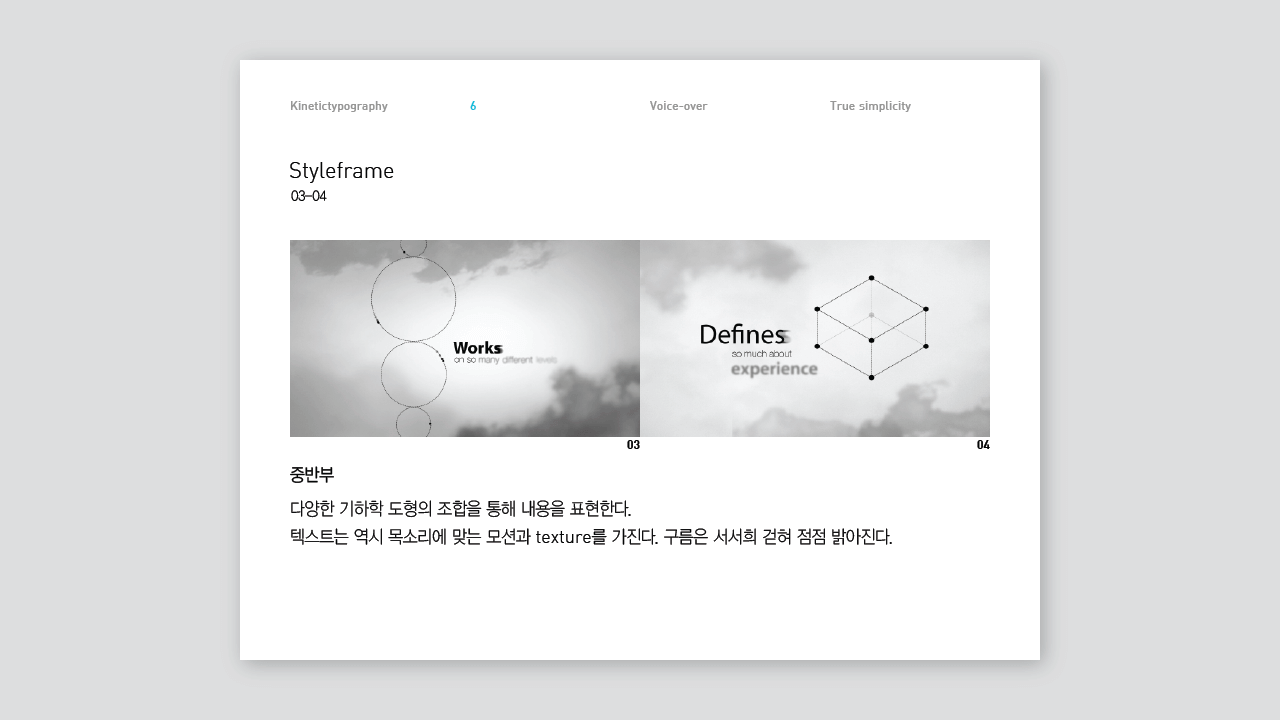 Kinetictypography
6
Voice-over
True simplicity
Styleframe
03–04
Works
on so many different levels
Defines
so much about
experience
03
04
중반부
다양한 기하학 도형의 조합을 통해 내용을 표현한다.
텍스트는 역시 목소리에 맞는 모션과 texture를 가진다. 구름은 서서희 걷혀 점점 밝아진다.